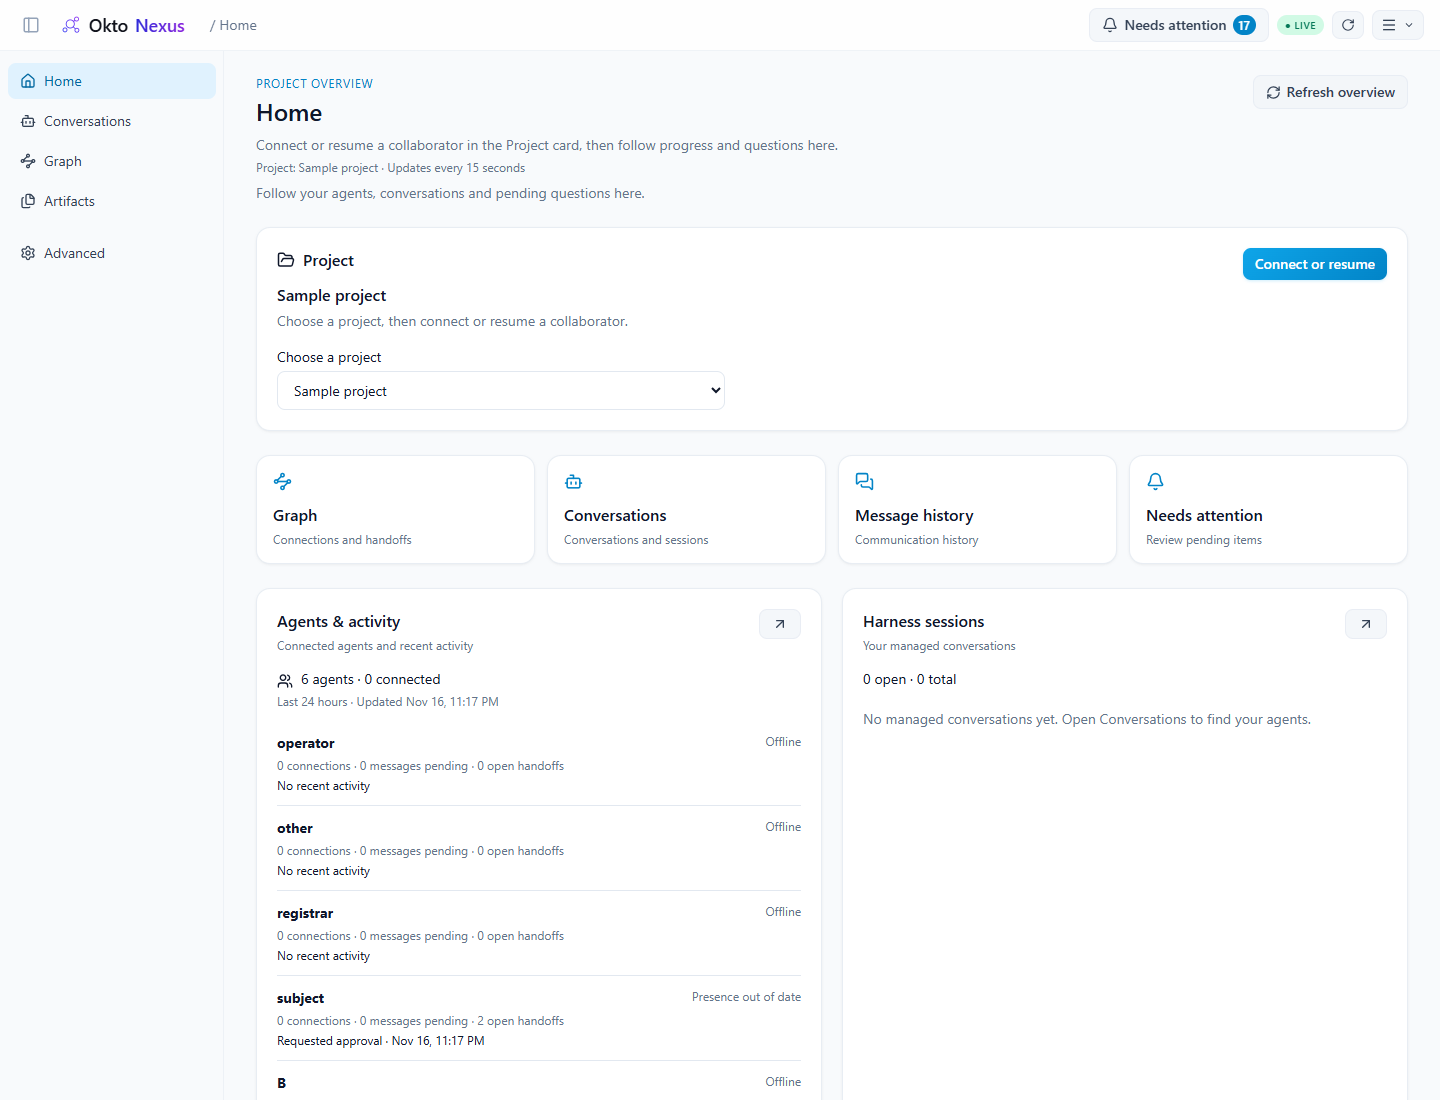 Okto Nexus
/ Home
Needs attention 17
LIVE
Home
Conversations
Graph
Artifacts
Advanced
PROJECT OVERVIEW
Home
Connect or resume a collaborator in the Project card, then follow progress and questions here.
Project: Sample project · Updates every 15 seconds
Follow your agents, conversations and pending questions here.
Refresh overview
Project
Connect or resume
Sample project
Choose a project, then connect or resume a collaborator.
Choose a project
Sample project
Graph
Connections and handoffs
Conversations
Conversations and sessions
Message history
Communication history
Needs attention
Review pending items
Agents & activity
Connected agents and recent activity
6 agents · 0 connected
Last 24 hours · Updated Nov 16, 11:17 PM
operator
Offline
0 connections · 0 messages pending · 0 open handoffs
No recent activity
other
Offline
0 connections · 0 messages pending · 0 open handoffs
No recent activity
registrar
Offline
0 connections · 0 messages pending · 0 open handoffs
No recent activity
subject
Presence out of date
0 connections · 0 messages pending · 2 open handoffs
Requested approval · Nov 16, 11:17 PM
B
Offline
Harness sessions
Your managed conversations
0 open · 0 total
No managed conversations yet. Open Conversations to find your agents.